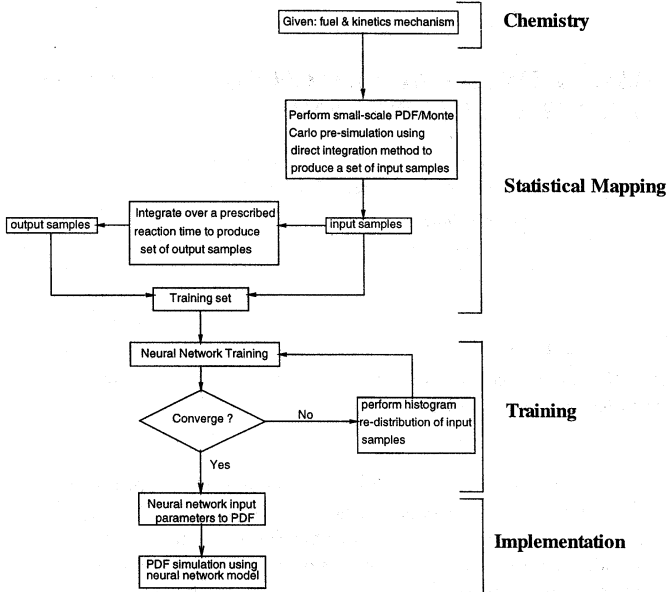 Given: fuel & kinetics mechanism
Chemistry
Perform small-scale PDF/Monte
Carlo pre-simulation using
direct integration method to
produce a set of input samples
Statistical Mapping
output samples
Integrate over a prescribed
reaction time to produce
set of output samples
input samples
Training set
Neural Network Training
Converge ?
No
perform histogram
re-distribution of input
samples
Training
Yes
Neural network input
parameters to PDF
Implementation
PDF simulation using
neural network model